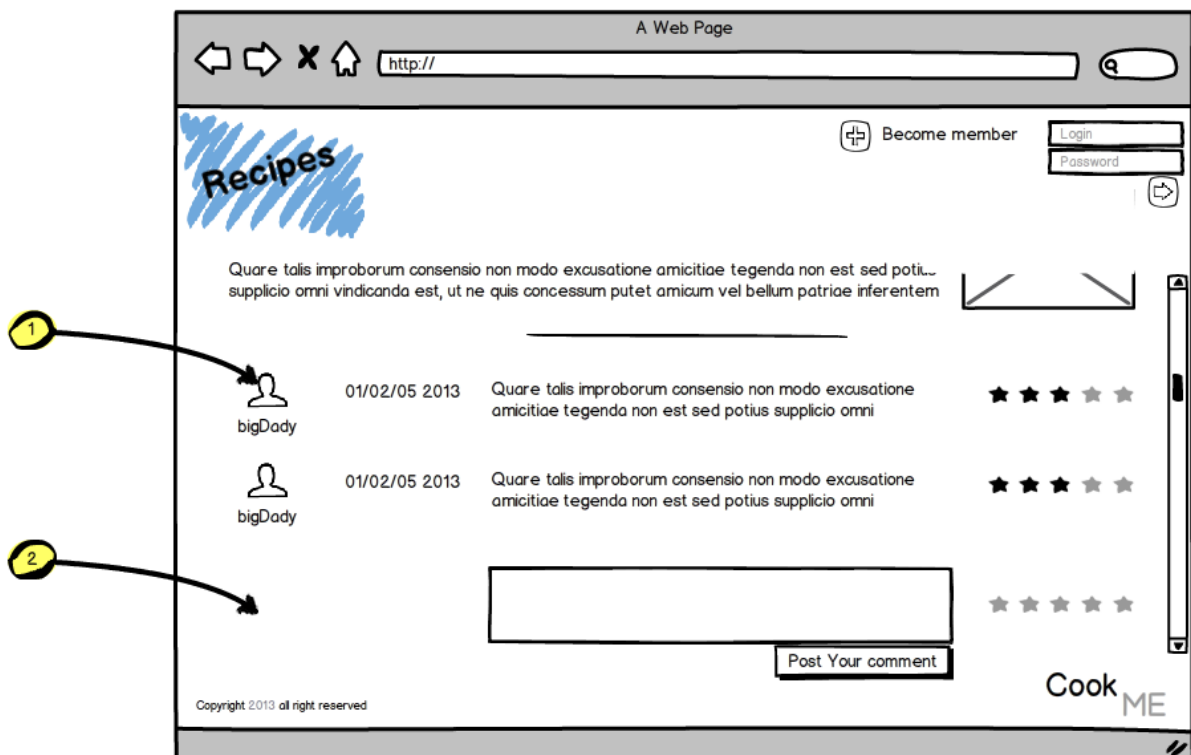 A Web Page
http://
Recipes
Become member
Login
Password
Quare talis improborum consensio non modo excusatione amicitiae tegenda non est sed potius
supplicio omni vindicanda est, ut ne quis concessum putet amicum vel bellum patriae inferentem
1
01/02/05 2013
Quare talis improborum consensio non modo excusatione
amicitiae tegenda non est sed potius supplicio omni
bigDady
01/02/05 2013
Quare talis improborum consensio non modo excusatione
amicitiae tegenda non est sed potius supplicio omni
bigDady
2
Post Your comment
Copyright 2013 all right reserved
Cook
ME